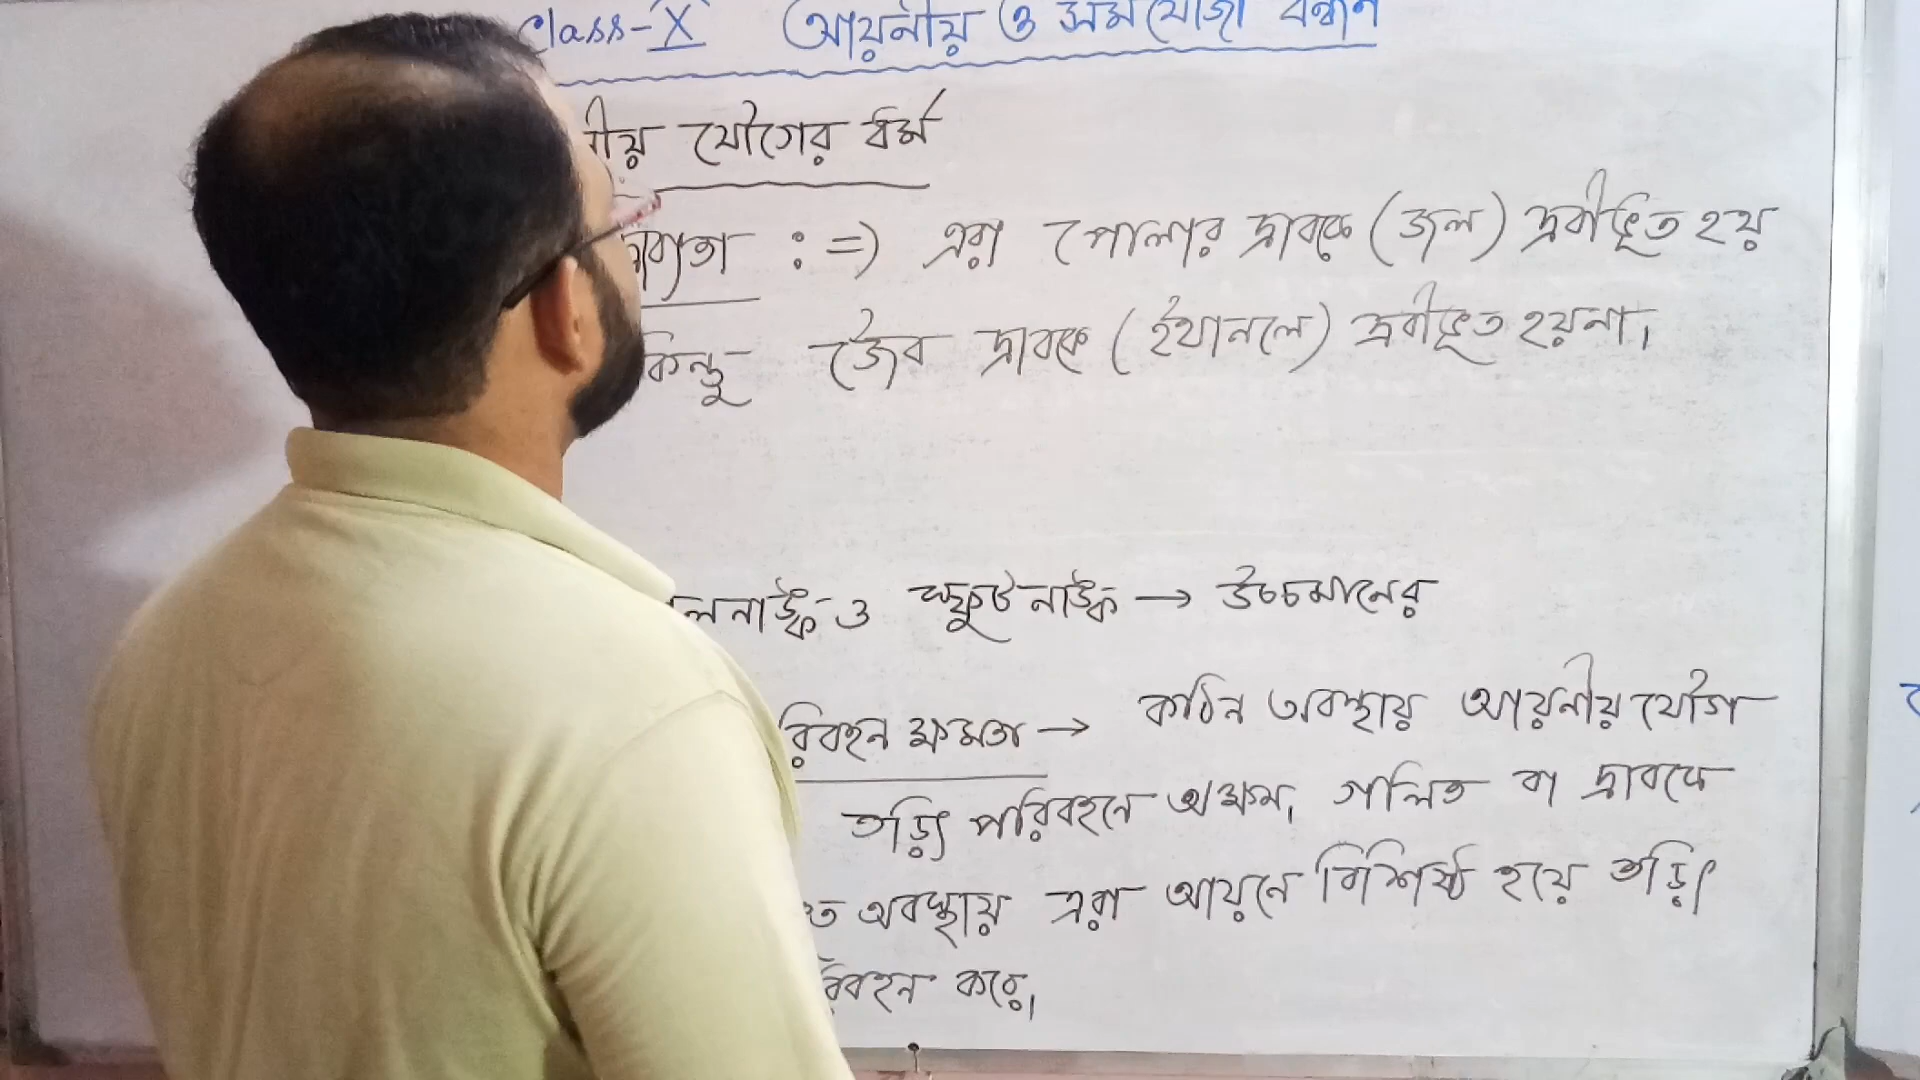 Class-X আয়নীয় ও সমযোজী বন্ধন
নীয় যৌগের ধর্ম
দ্রাব্যতা : => এরা পোলার দ্রাবকে (জল) দ্রবীভূত হয়
কিন্তু জৈব দ্রাবকে (ইথানলে) দ্রবীভূত হয়না।
লনাঙ্ক ও স্ফুটনাঙ্ক → উচ্চমানের
রিবহন ক্ষমতা → কঠিন অবস্থায় আয়নীয় যৌগ
তড়িৎ পরিবহনে অক্ষম। গলিত বা দ্রাবকে
ত অবস্থায় এরা আয়নে বিশিষ্ঠ হয়ে তড়িৎ
রিবহন করে।